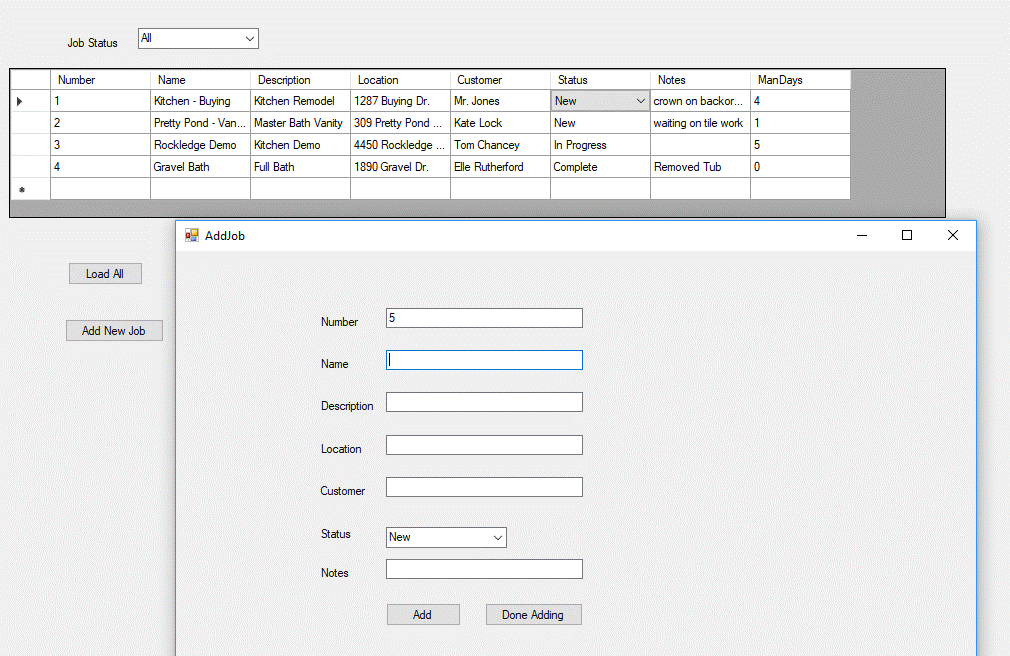 Job Status All
Number Name Description Location Customer Status Notes ManDays
1 Kitchen - Buying Kitchen Remodel 1287 Buying Dr. Mr. Jones New crown on backor... 4
2 Pretty Pond - Van... Master Bath Vanity 309 Pretty Pond ... Kate Lock New waiting on tile work 1
3 Rockledge Demo Kitchen Demo 4450 Rockledge ... Tom Chancey In Progress 5
4 Gravel Bath Full Bath 1890 Gravel Dr. Elle Rutherford Complete Removed Tub 0
AddJob
Load All
Add New Job
Number 5
Name
Description
Location
Customer
Status New
Notes
Add Done Adding